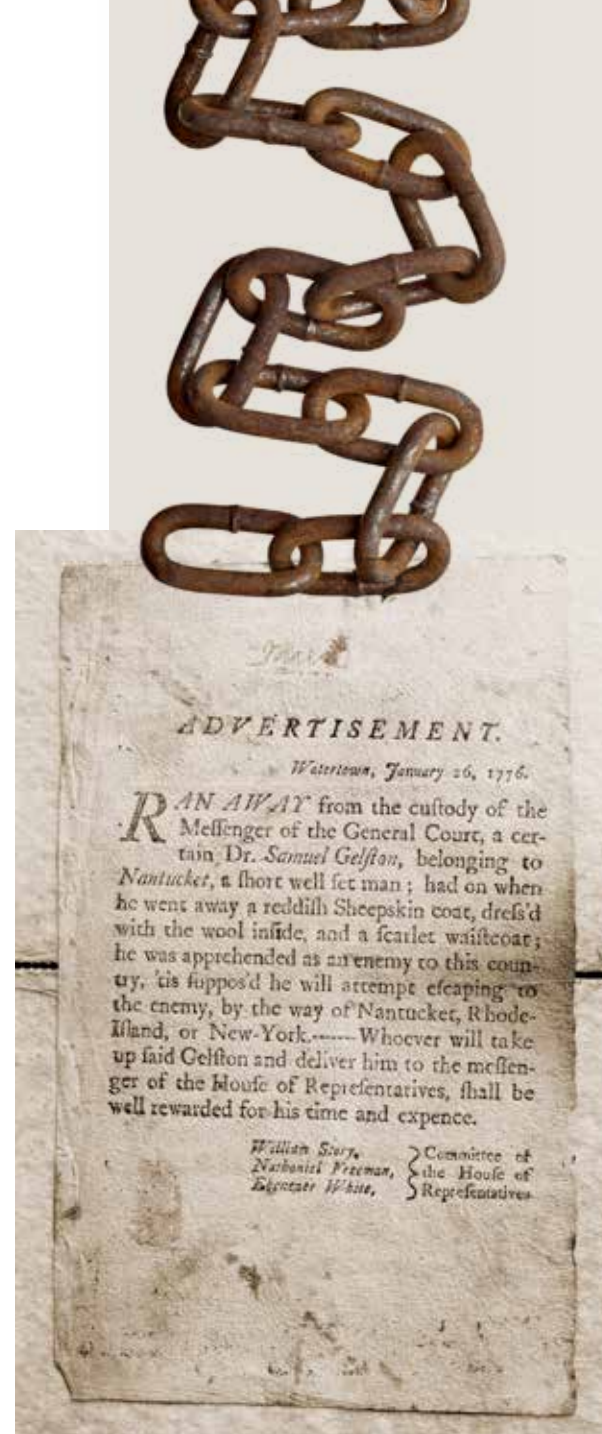 ADVERTISEMENT.
Watertown, January 26, 1776.
RAN AWAY from the cuſtody of the
Meſſenger of the General Court, a cer-
tain Dr. Samuel Gelſton, belonging to
Nantucket, a ſhort well ſet man; had on when
he went away a reddiſh Sheepskin coat, dreſs'd
with the wool inſide, and a ſcarlet waiſtcoat;
he was apprehended as an enemy to this coun-
try, 'tis ſuppos'd he will attempt eſcaping to
the enemy, by the way of Nantucket, Rhode-
Iſland, or New-York.------Whoever will take
up ſaid Gelſton and deliver him to the meſſen-
ger of the Houſe of Repreſentatives, ſhall be
well rewarded for his time and expence.
William Story, } Committee of
Nathaniel Freeman, } the Houſe of
Ebenezer White, } Repreſentatives